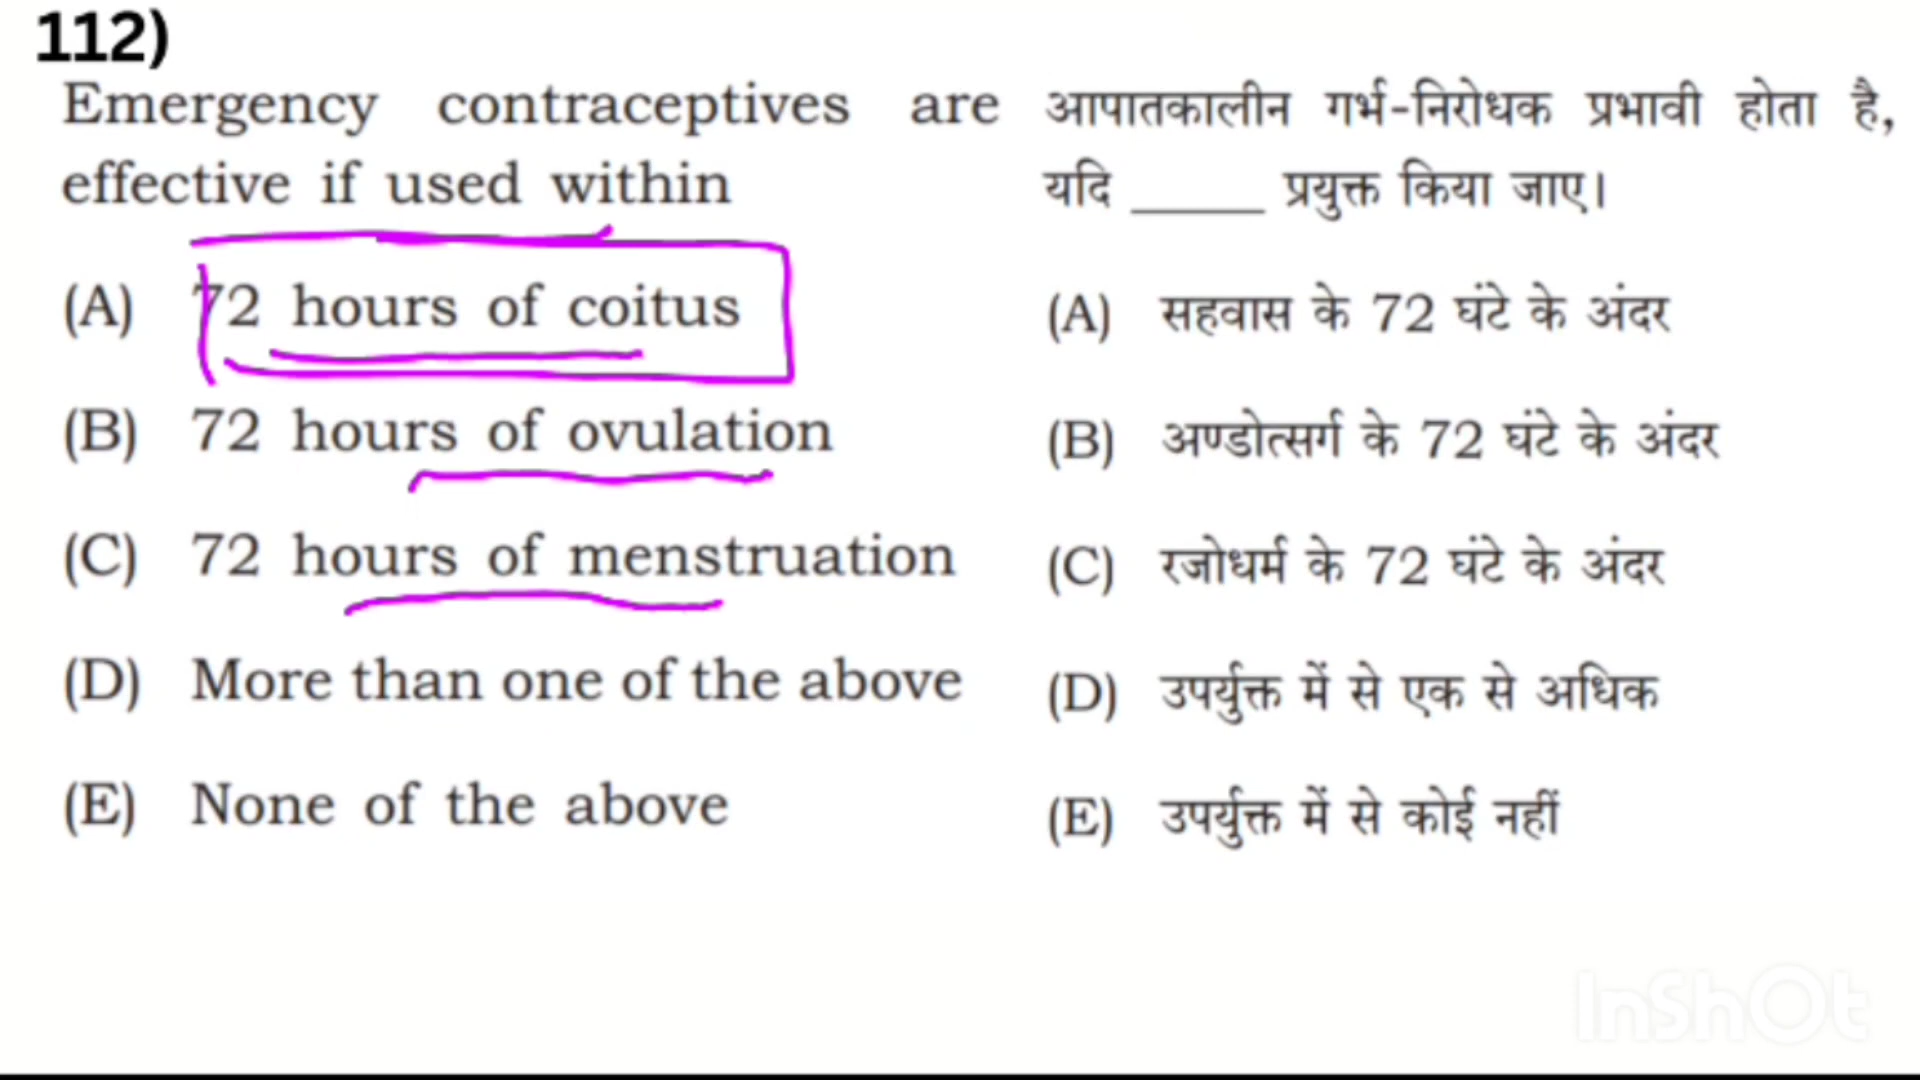 112)
Emergency contraceptives are
effective if used within
(A) 72 hours of coitus
(B) 72 hours of ovulation
(C) 72 hours of menstruation
(D) More than one of the above
(E) None of the above
आपातकालीन गर्भ-निरोधक प्रभावी होता है,
यदि _____ प्रयुक्त किया जाए।
(A) सहवास के 72 घंटे के अंदर
(B) अण्डोत्सर्ग के 72 घंटे के अंदर
(C) रजोधर्म के 72 घंटे के अंदर
(D) उपर्युक्त में से एक से अधिक
(E) उपर्युक्त में से कोई नहीं
InShOt